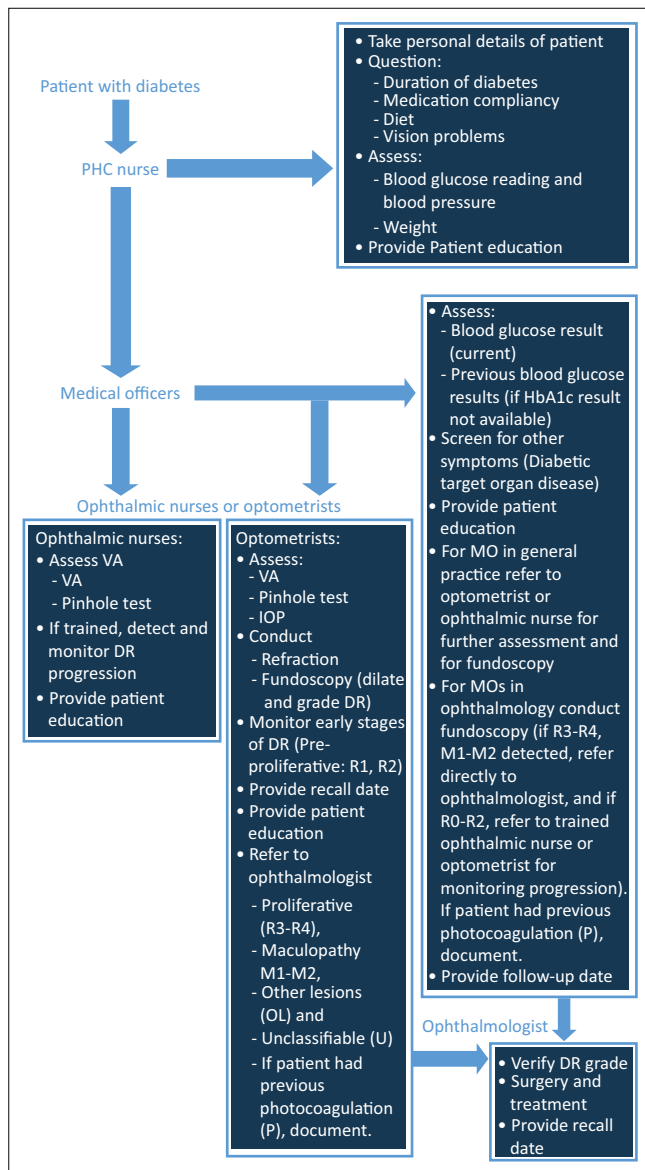 Patient with diabetes
PHC nurse
• Take personal details of patient
• Question:
- Duration of diabetes
- Medication compliancy
- Diet
- Vision problems
• Assess:
- Blood glucose reading and
blood pressure
- Weight
• Provide Patient education
Medical officers
• Assess:
- Blood glucose result
(current)
- Previous blood glucose
results (if HbA1c result
not available)
• Screen for other
symptoms (Diabetic
target organ disease)
• Provide patient
education
• For MO in general
practice refer to
optometrist or
ophthalmic nurse for
further assessment and
for fundoscopy
• For MOs in
ophthalmology conduct
fundoscopy (if R3-R4,
M1-M2 detected, refer
directly to
ophthalmologist, and if
R0-R2, refer to trained
ophthalmic nurse or
optometrist for
monitoring progression).
If patient had previous
photocoagulation (P),
document.
• Provide follow-up date
Ophthalmic nurses or optometrists
Ophthalmic nurses:
• Assess VA
- VA
- Pinhole test
• If trained, detect and
monitor DR
progression
• Provide patient
education
Optometrists:
• Assess:
- VA
- Pinhole test
- IOP
• Conduct
- Refraction
- Fundoscopy (dilate
and grade DR)
• Monitor early stages
of DR (Pre-
proliferative: R1, R2)
• Provide recall date
• Provide patient
education
• Refer to
ophthalmologist
- Proliferative
(R3-R4),
- Maculopathy
M1-M2,
- Other lesions
(OL) and
- Unclassifiable (U)
- If patient had
previous
photocoagulation
(P), document.
Ophthalmologist
• Verify DR grade
• Surgery and
treatment
• Provide recall
date